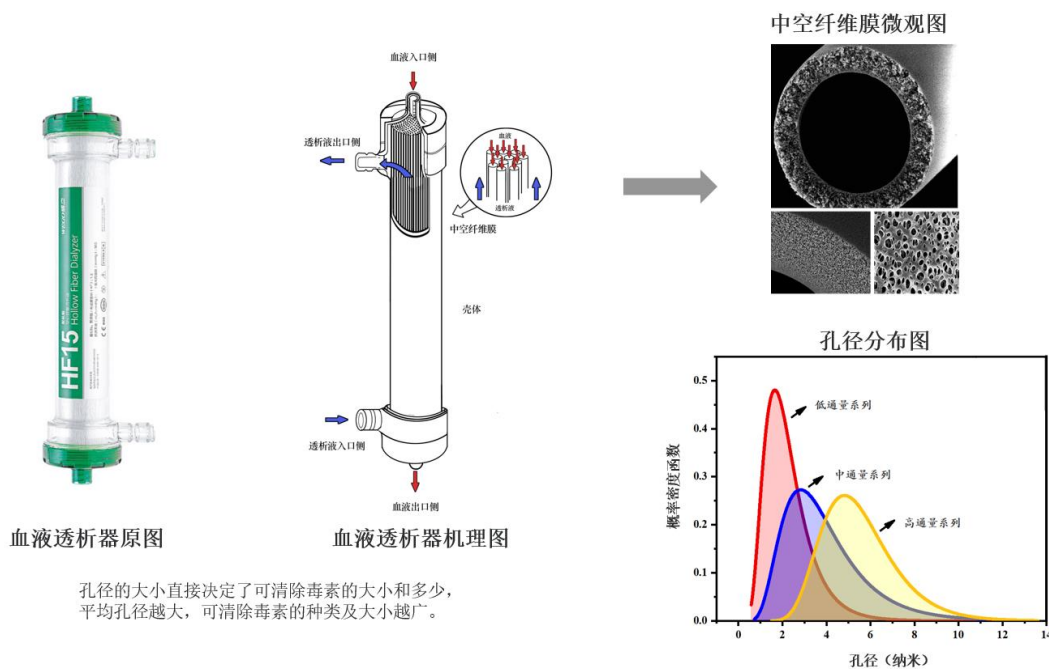 中空纤维膜微观图
血液入口侧
透析液出口侧
血液
透析液
中空纤维膜
HF15
Hollow Fiber Dialyzer
壳体
透析液入口侧
血液出口侧
血液透析器原图
血液透析器机理图
孔径的大小直接决定了可清除毒素的大小和多少，
平均孔径越大，可清除毒素的种类及大小越广。
孔径分布图
0.5
0.4
0.3
0.2
0.1
0.0
概率密度函数
低通量系列
中通量系列
高通量系列
0 2 4 6 8 10 12 14
孔径（纳米）